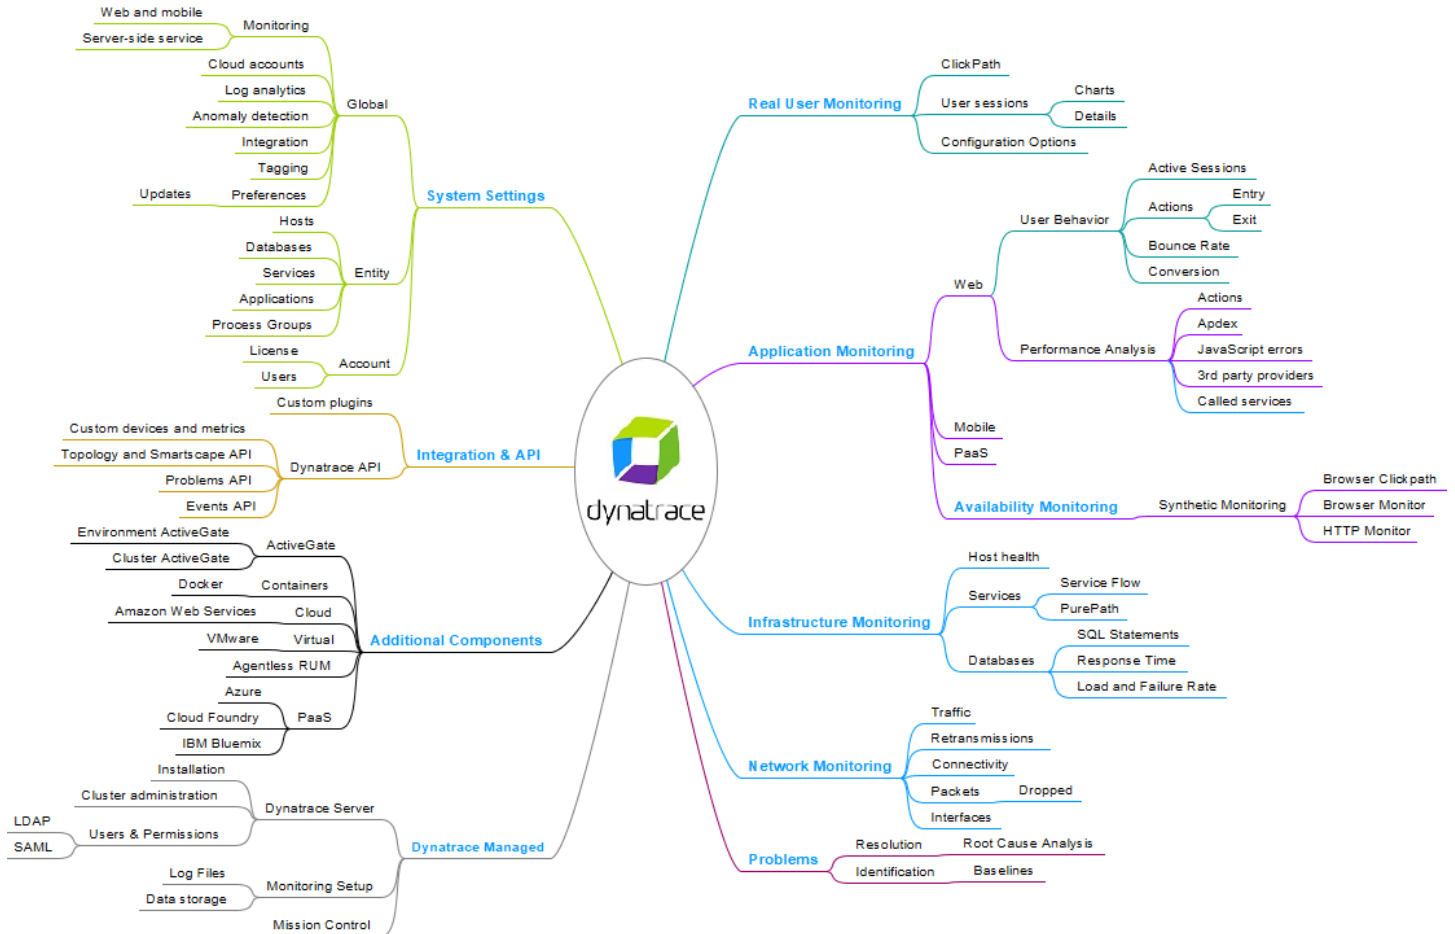 Web and mobile
Monitoring
Server-side service
Cloud accounts
Log analytics
Global
Anomaly detection
Integration
Tagging
Updates
Preferences
System Settings
Hosts
Databases
Services
Entity
Applications
Process Groups
License
Account
Users
Custom plugins
Integration & API
Custom devices and metrics
Topology and Smartscape API
Dynatrace API
Problems API
Events API
Environment ActiveGate
ActiveGate
Cluster ActiveGate
Docker
Containers
Amazon Web Services
Cloud
VMware
Virtual
Additional Components
Agentless RUM
Azure
Cloud Foundry
PaaS
IBM Bluemix
Installation
Cluster administration
Dynatrace Server
LDAP
Users & Permissions
SAML
Dynatrace Managed
Log Files
Monitoring Setup
Data storage
Mission Control
dynatrace
Real User Monitoring
ClickPath
User sessions
Charts
Details
Configuration Options
Application Monitoring
Web
User Behavior
Active Sessions
Actions
Entry
Exit
Bounce Rate
Conversion
Performance Analysis
Actions
Apdex
JavaScript errors
3rd party providers
Called services
Mobile
PaaS
Availability Monitoring
Synthetic Monitoring
Browser Clickpath
Browser Monitor
HTTP Monitor
Infrastructure Monitoring
Host health
Services
Service Flow
PurePath
Databases
SQL Statements
Response Time
Load and Failure Rate
Network Monitoring
Traffic
Retransmissions
Connectivity
Packets
Dropped
Interfaces
Problems
Resolution
Root Cause Analysis
Identification
Baselines